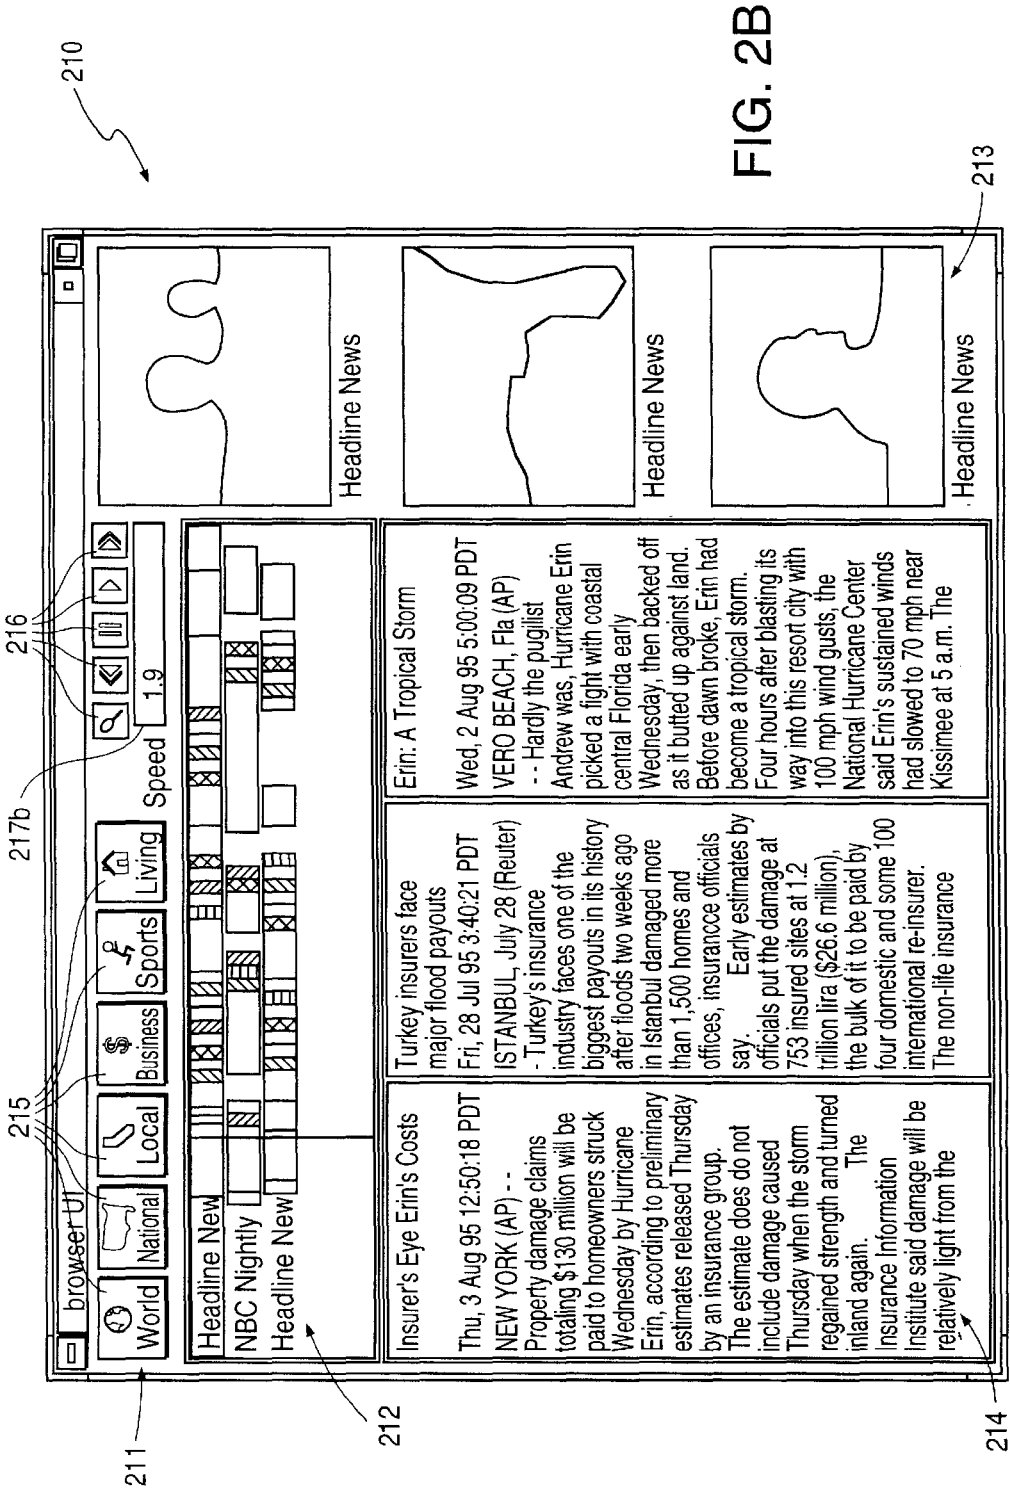 210
216
217b
215
browser UI
World
National
Local
$
Business
Sports
Living
Speed
1.9
211
Headline New
NBC Nightly
Headline New
212
Headline News
Headline News
Headline News
213
Insurer's Eye Erin's Costs
Thu, 3 Aug 95 12:50:18 PDT
NEW YORK (AP) - -
Property damage claims
totaling $130 million will be
paid to homeowners struck
Wednesday by Hurricane
Erin, according to preliminary
estimates released Thursday
by an insurance group.
The estimate does do not
include damage caused
Thursday when the storm
regained strength and turned
inland again. The
Insurance Information
Institute said damage will be
relatively light from the
Turkey insurers face
major flood payouts
Fri, 28 Jul 95 3:40:21 PDT
ISTANBUL, July 28 (Reuter)
- Turkey's insurance
industry faces one of the
biggest payouts in its history
after floods two weeks ago
in Istanbul damaged more
than 1,500 homes and
offices, insurance officials
say. Early estimates by
officials put the damage at
753 insured sites at 1.2
trillion lira ($26.6 million),
the bulk of it to be paid by
four domestic and some 100
international re-insurer.
The non-life insurance
Erin: A Tropical Storm
Wed, 2 Aug 95 5:00:09 PDT
VERO BEACH, Fla (AP)
- - Hardly the pugilist
Andrew was, Hurricane Erin
picked a fight with coastal
central Florida early
Wednesday, then backed off
as it butted up against land.
Before dawn broke, Erin had
become a tropical storm.
Four hours after blasting its
way into this resort city with
100 mph wind gusts, the
National Hurricane Center
said Erin's sustained winds
had slowed to 70 mph near
Kissimee at 5 a.m. The
214
FIG. 2B